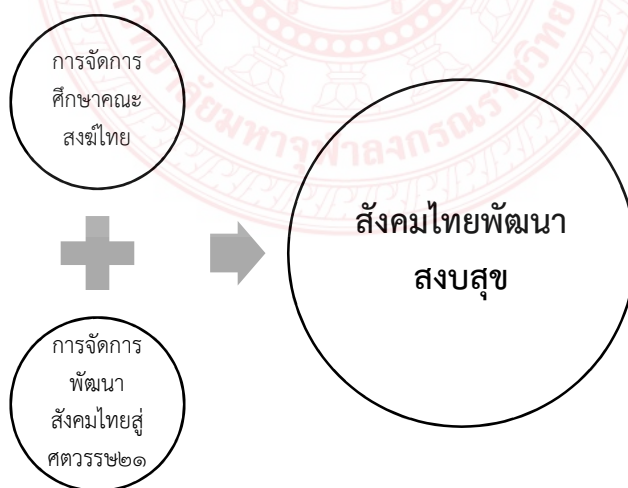 การจัดการ
ศึกษาคณะ
สงฆ์ไทย
การจัดการ
พัฒนา
สังคมไทยสู่
ศตวรรษ๒๑
สังคมไทยพัฒนา
สงบสุข